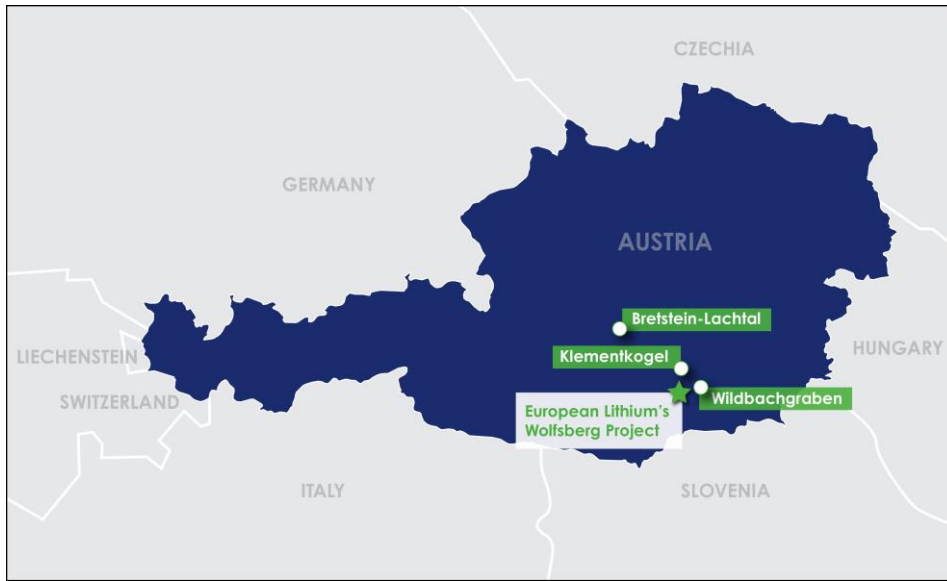 CZECHIA
GERMANY
AUSTRIA
Bretstein-Lachtal
LIECHENSTEIN
Klementkogel
HUNGARY
SWITZERLAND
Wildbachgraben
European Lithium's
Wolfsberg Project
ITALY
SLOVENIA